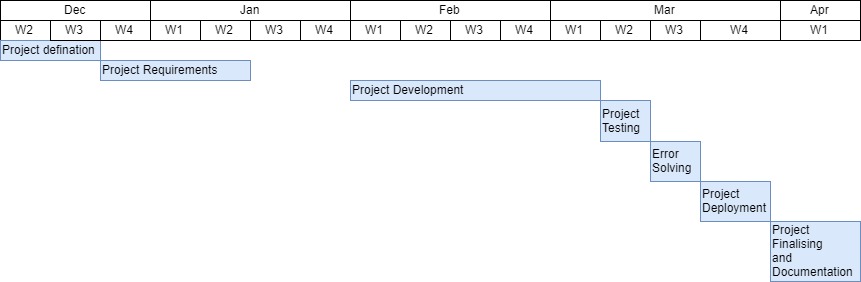 Dec Jan Feb Mar Apr
W2 W3 W4 W1 W2 W3 W4 W1 W2 W3 W4 W1 W2 W3 W4 W1
Project defination
Project Requirements
Project Development
Project
Testing
Error
Solving
Project
Deployment
Project
Finalising
and
Documentation